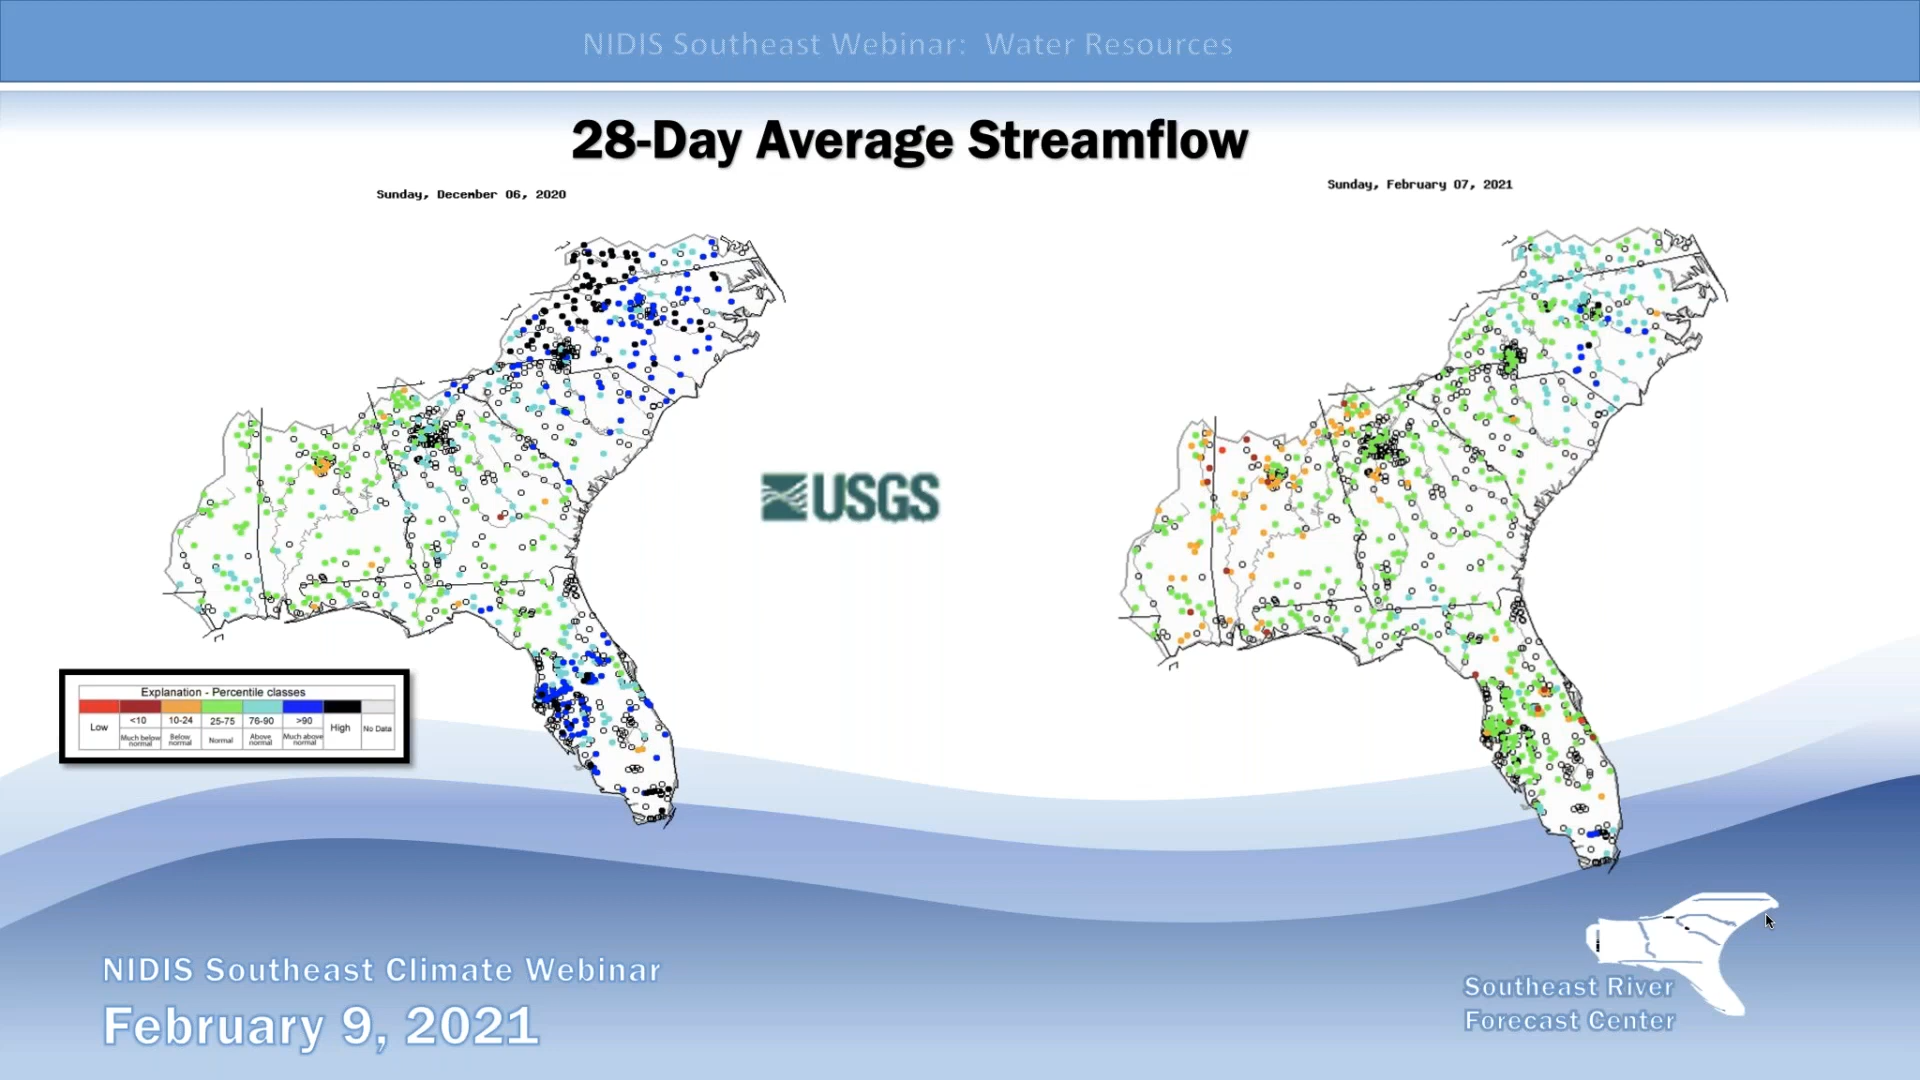 NIDIS Southeast Webinar:  Water Resources
28-Day Average Streamflow
Sunday, December 06, 2020
Sunday, February 07, 2021
USGS
Explanation - Percentile classes
Low
<10
Much below normal
10-24
Below normal
25-75
Normal
76-90
Above normal
>90
Much above normal
High
No Data
NIDIS Southeast Climate Webinar
February 9, 2021
Southeast River
Forecast Center